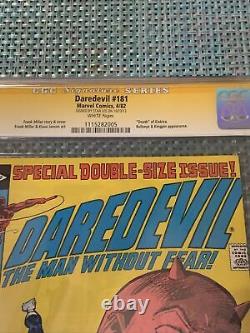 CGC Signature Series
Daredevil #181
Marvel Comics, 4/82
WHITE Pages
Frank Miller story & cover
Frank Miller & Klaus Janson art
"Death" of Elektra
Bullseye & Kingpin appearance
1115282005
SPECIAL DOUBLE-SIZE ISSUE!
DAREDEVIL
THE MAN WITHOUT FEAR!